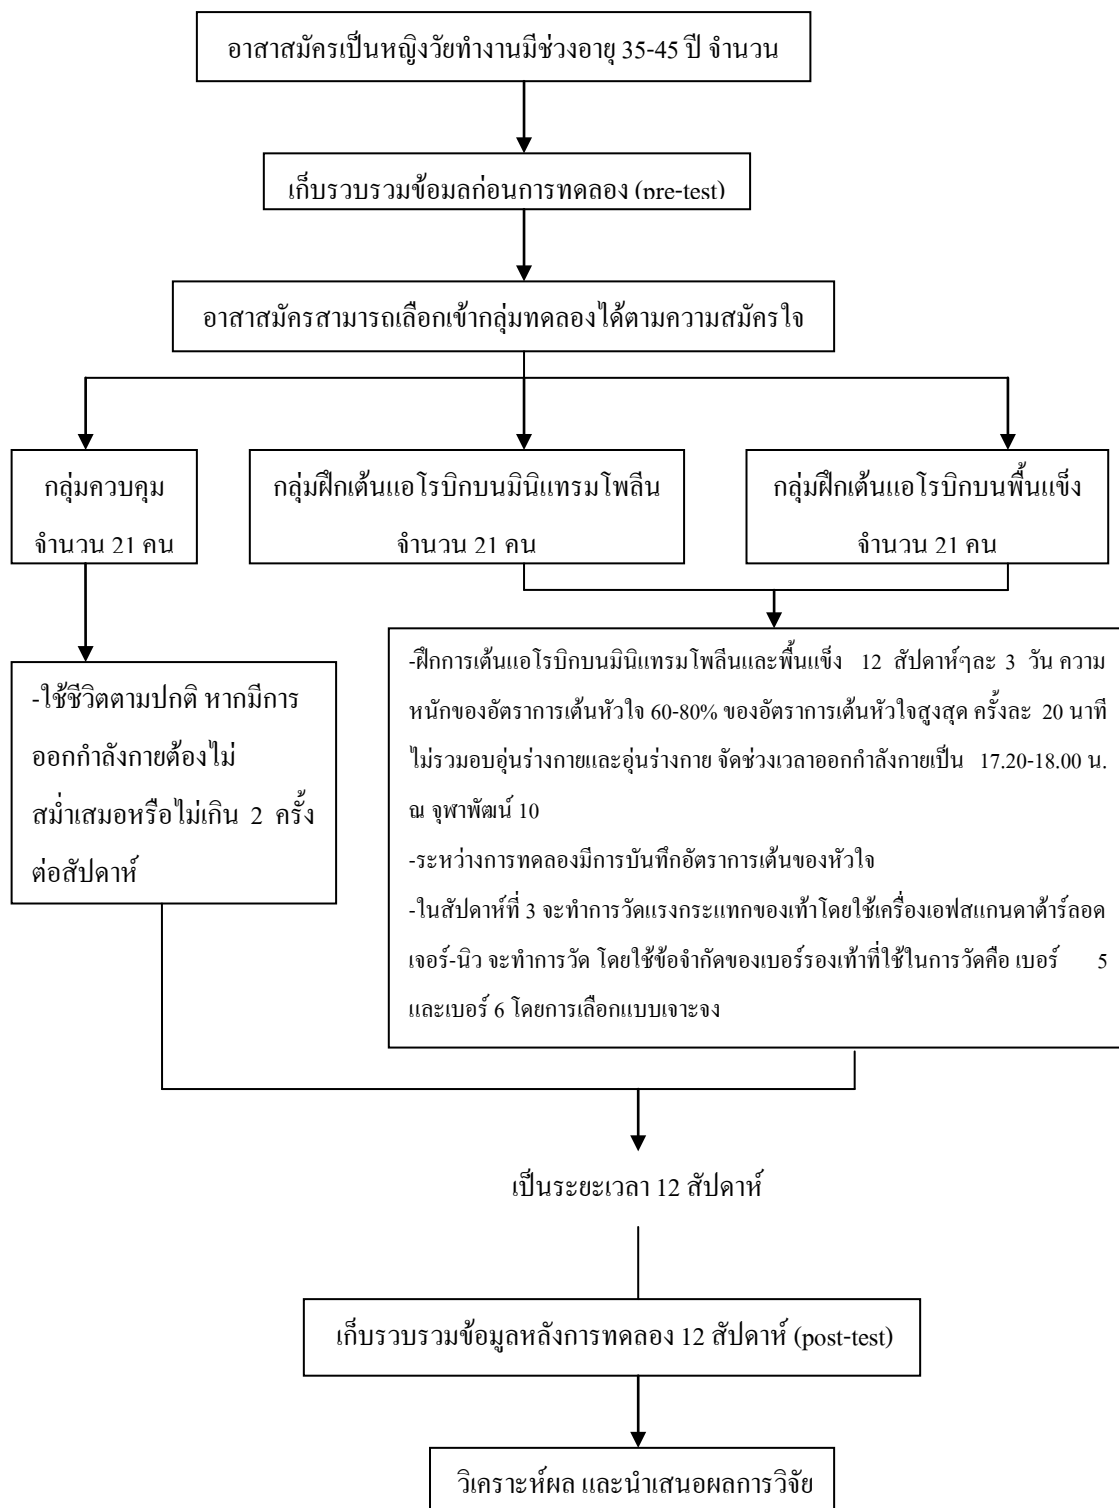 อาสาสมัครเป็นหญิงวัยทำงานมีช่วงอายุ 35-45 ปี จำนวน
เก็บรวบรวมข้อมูลก่อนการทดลอง (pre-test)
อาสาสมัครสามารถเลือกเข้ากลุ่มทดลองได้ตามความสมัครใจ
กลุ่มควบคุม
จำนวน 21 คน
กลุ่มฝึกเต้นแอโรบิกบนมินิแทรมโพลีน
จำนวน 21 คน
กลุ่มฝึกเต้นแอโรบิกบนพื้นแข็ง
จำนวน 21 คน
-ใช้ชีวิตตามปกติ หากมีการ
ออกกำลังกายต้องไม่
สม่ำเสมอหรือไม่เกิน 2 ครั้ง
ต่อสัปดาห์
-ฝึกการเต้นแอโรบิกบนมินิแทรมโพลีนและพื้นแข็ง 12 สัปดาห์ๆละ 3 วัน ความ
หนักของอัตราการเต้นหัวใจ 60-80% ของอัตราการเต้นหัวใจสูงสุด ครั้งละ 20 นาที
ไม่รวมอบอุ่นร่างกายและอุ่นร่างกาย จัดช่วงเวลาออกกำลังกายเป็น 17.20-18.00 น.
ณ จุฬาพัฒน์ 10
-ระหว่างการทดลองมีการบันทึกอัตราการเต้นของหัวใจ
-ในสัปดาห์ที่ 3 จะทำการวัดแรงกระแทกของเท้าโดยใช้เครื่องเอฟสแกนดาต้าร์ลอด
เจอร์-นิว จะทำการวัด โดยใช้ข้อจำกัดของเบอร์รองเท้าที่ใช้ในการวัดคือ เบอร์ 5
และเบอร์ 6 โดยการเลือกแบบเจาะจง
เป็นระยะเวลา 12 สัปดาห์
เก็บรวบรวมข้อมูลหลังการทดลอง 12 สัปดาห์ (post-test)
วิเคราะห์ผล และนำเสนอผลการวิจัย